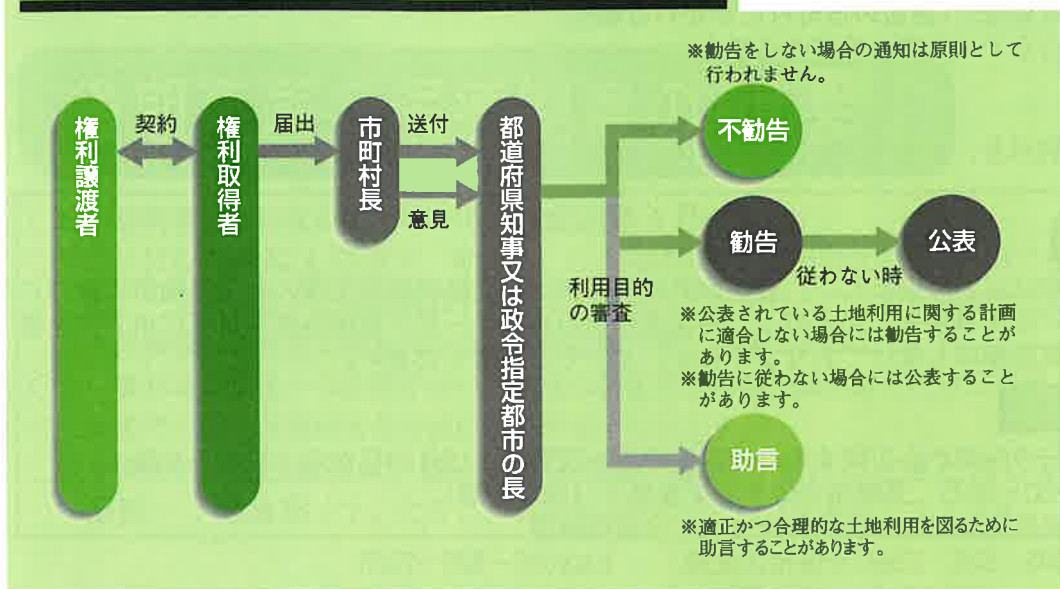 ※勧告をしない場合の通知は原則として
行われません。
権利譲渡者
契約
権利取得者
届出
市町村長
送付
意見
都道府県知事又は政令指定都市の長
利用目的
の審査
不勧告
勧告
従わない時
公表
※公表されている土地利用に関する計画
に適合しない場合には勧告することが
あります。
※勧告に従わない場合には公表すること
があります。
助言
※適正かつ合理的な土地利用を図るために
助言することがあります。